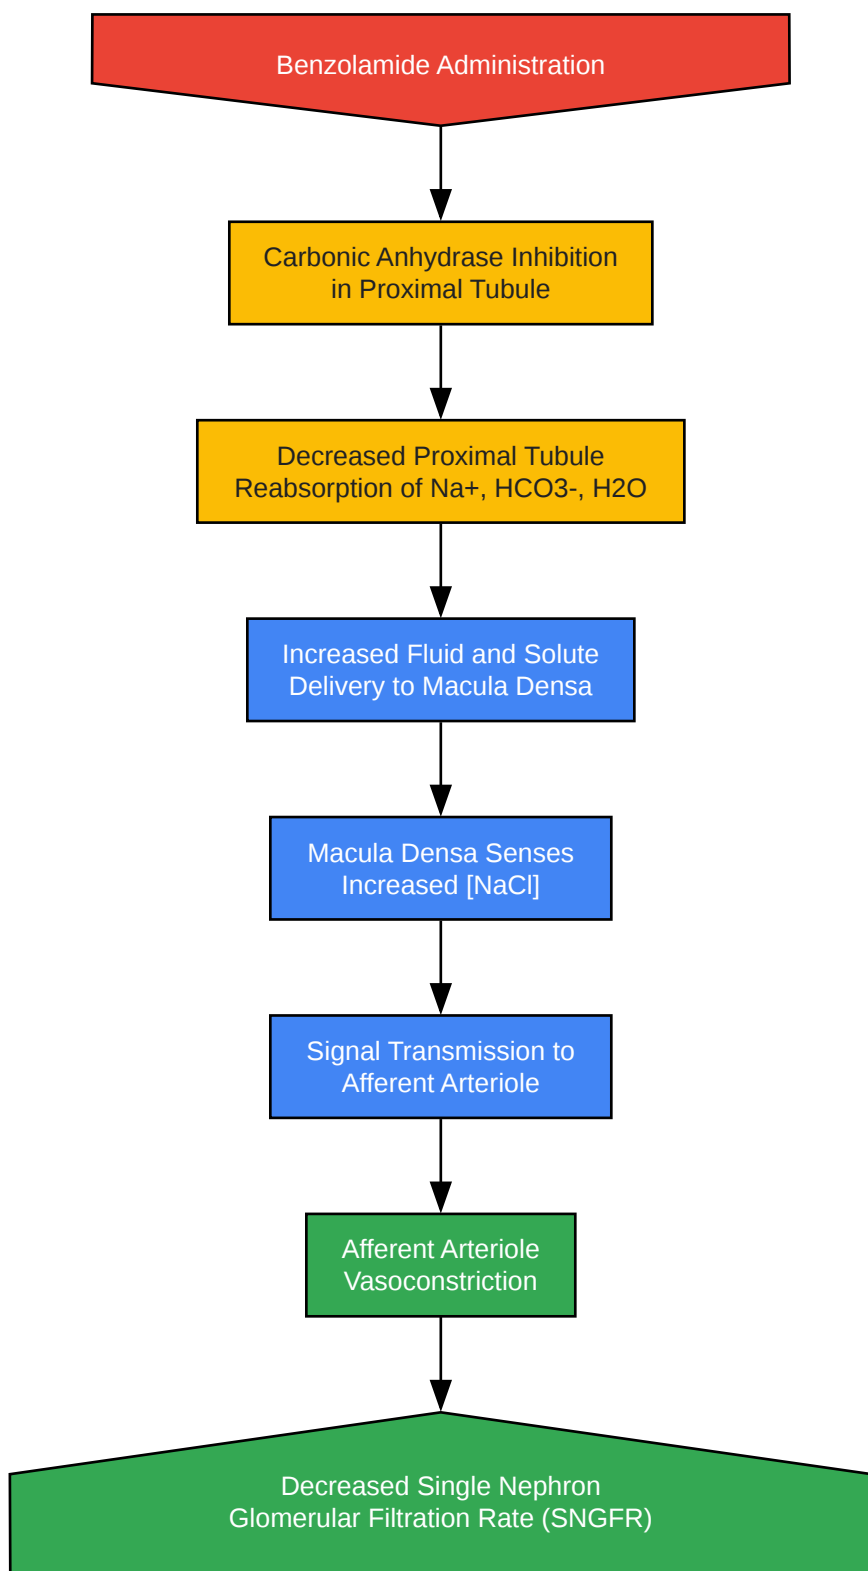 Benzolamide Administration
Carbonic Anhydrase Inhibition
in Proximal Tubule
Decreased Proximal Tubule
Reabsorption of Na+, HCO3-, H2O
Increased Fluid and Solute
Delivery to Macula Densa
Macula Densa Senses
Increased [NaCl]
Signal Transmission to
Afferent Arteriole
Afferent Arteriole
Vasoconstriction
Decreased Single Nephron
Glomerular Filtration Rate (SNGFR)